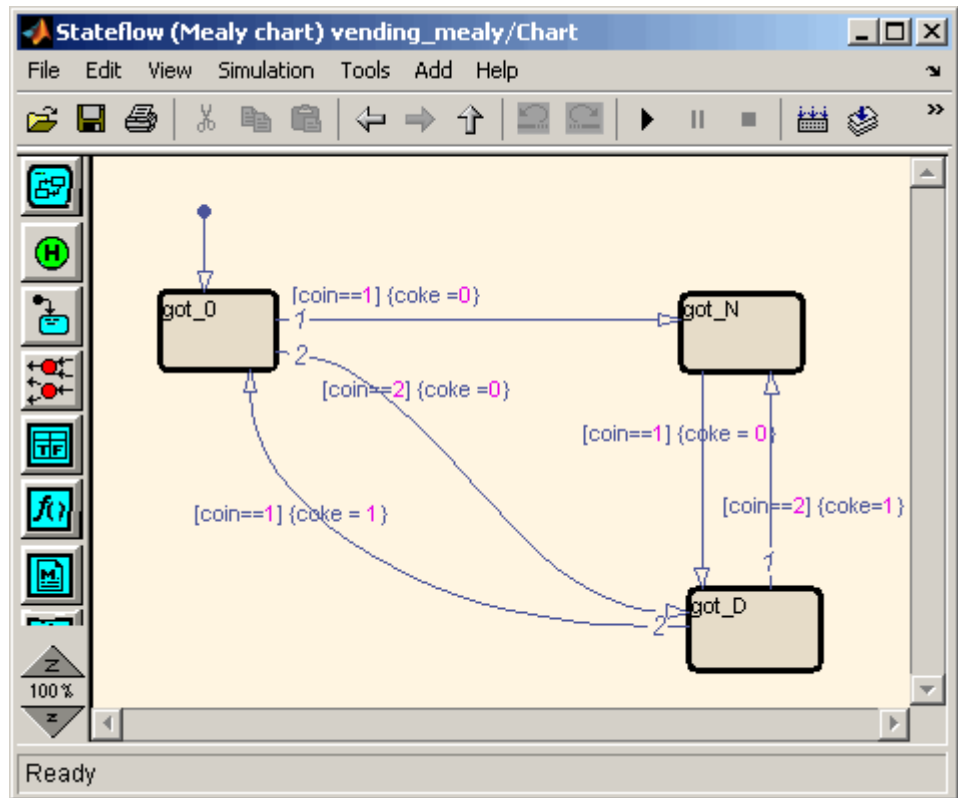 Stateflow (Mealy chart) vending_mealy/Chart
File Edit View Simulation Tools Add Help
H
TF
f()
M
got_0
[coin==1] {coke =0}
1
got_N
2
[coin==2] {coke =0}
[coin==1] {coke = 0}
[coin==1] {coke = 1}
[coin==2] {coke=1}
1
got_D
2
Z
100%
z
Ready